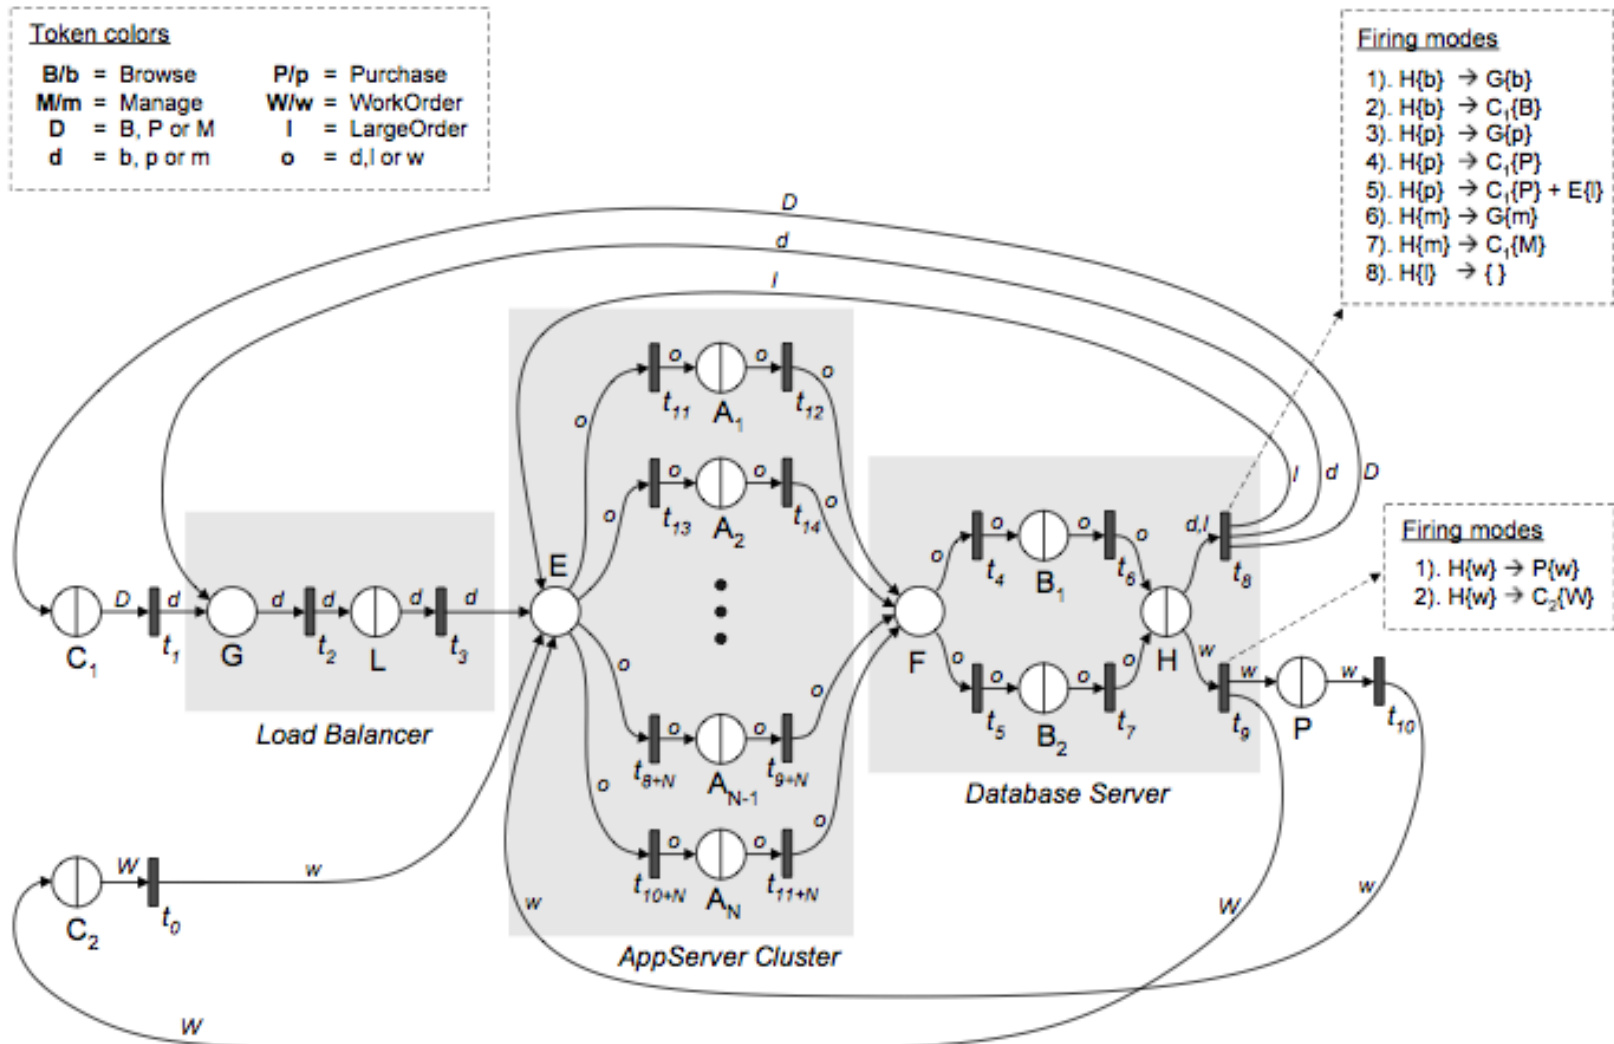 Token colors
B/b = Browse P/p = Purchase
M/m = Manage W/w = WorkOrder
D = B, P or M l = LargeOrder
d = b, p or m o = d,l or w
Firing modes
1). H{b} → G{b}
2). H{b} → C₁{B}
3). H{p} → G{p}
4). H{p} → C₁{P}
5). H{p} → C₁{P} + E{l}
6). H{m} → G{m}
7). H{m} → C₁{M}
8). H{l} → { }
D
d
l
o o o
t₁₁ A₁ t₁₂
o
o o o
t₁₃ A₂ t₁₄
o o
l d D
Firing modes
1). H{w} → P{w}
2). H{w} → C₂{W}
o o o o d,l
t₄ B₁ t₆ t₈
E
D d d d d d
C₁ t₁ G t₂ L t₃
F H
o o o o w w w
t₅ B₂ t₇ t₉ P t₁₀
Load Balancer
o o o o
t₈₊N A_N-1 t₉₊N
Database Server
o o o o
t₁₀₊N A_N t₁₁₊N
W w
C₂ t₀
w W w
AppServer Cluster
W